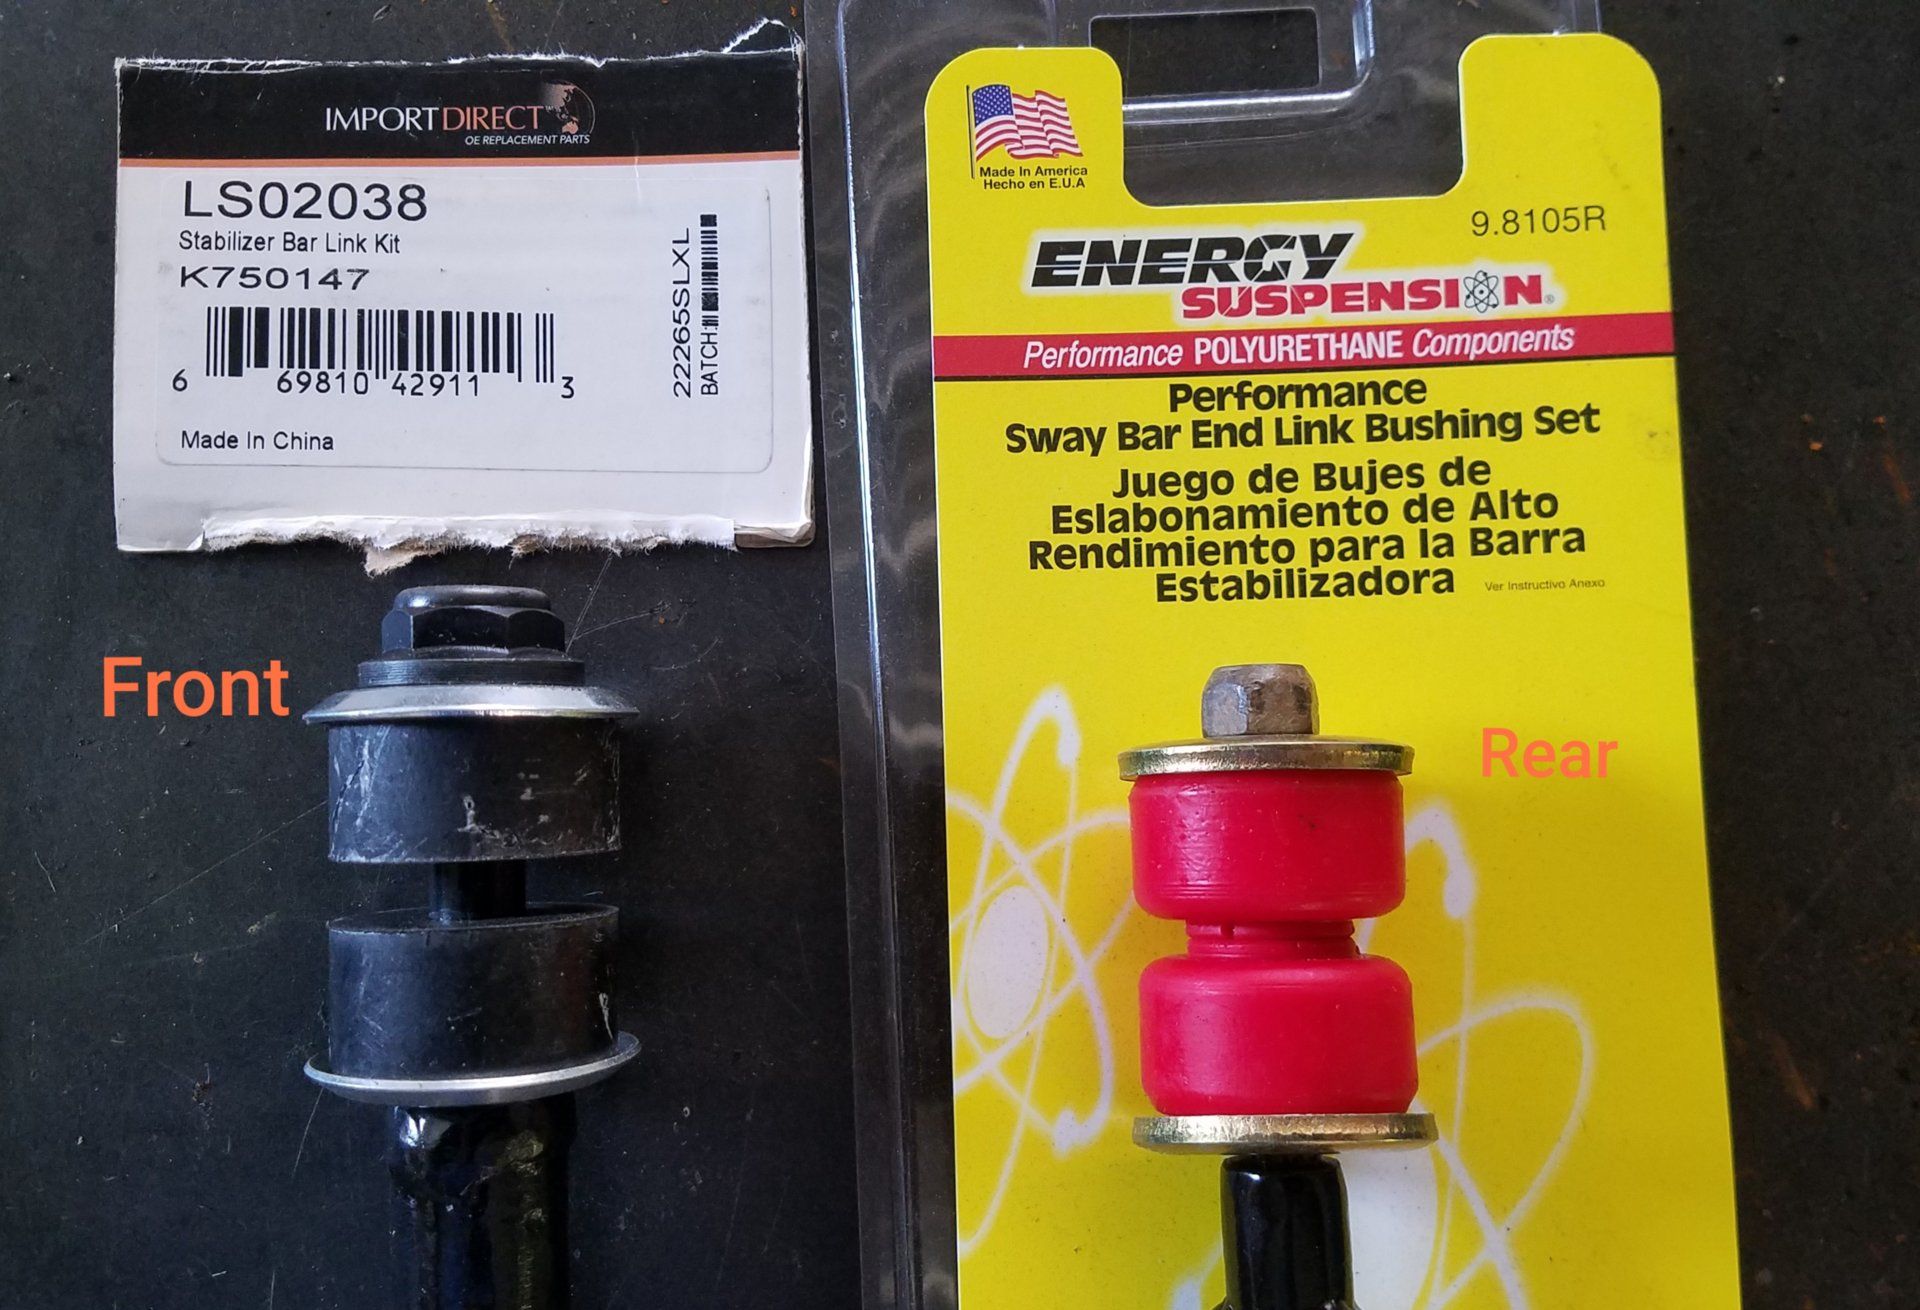 IMPORT DIRECT
OE REPLACEMENT PARTS
LS02038
Stabilizer Bar Link Kit
K750147
6 69810 42911 3
22265SLXL
BATCH:
Made In China
Front
Made In America
Hecho en E.U.A
9.8105R
ENERGY
SUSPENSION®
Performance POLYURETHANE Components
Performance
Sway Bar End Link Bushing Set
Juego de Bujes de
Eslabonamiento de Alto
Rendimiento para la Barra
Estabilizadora
Ver Instructivo Anexo
Rear